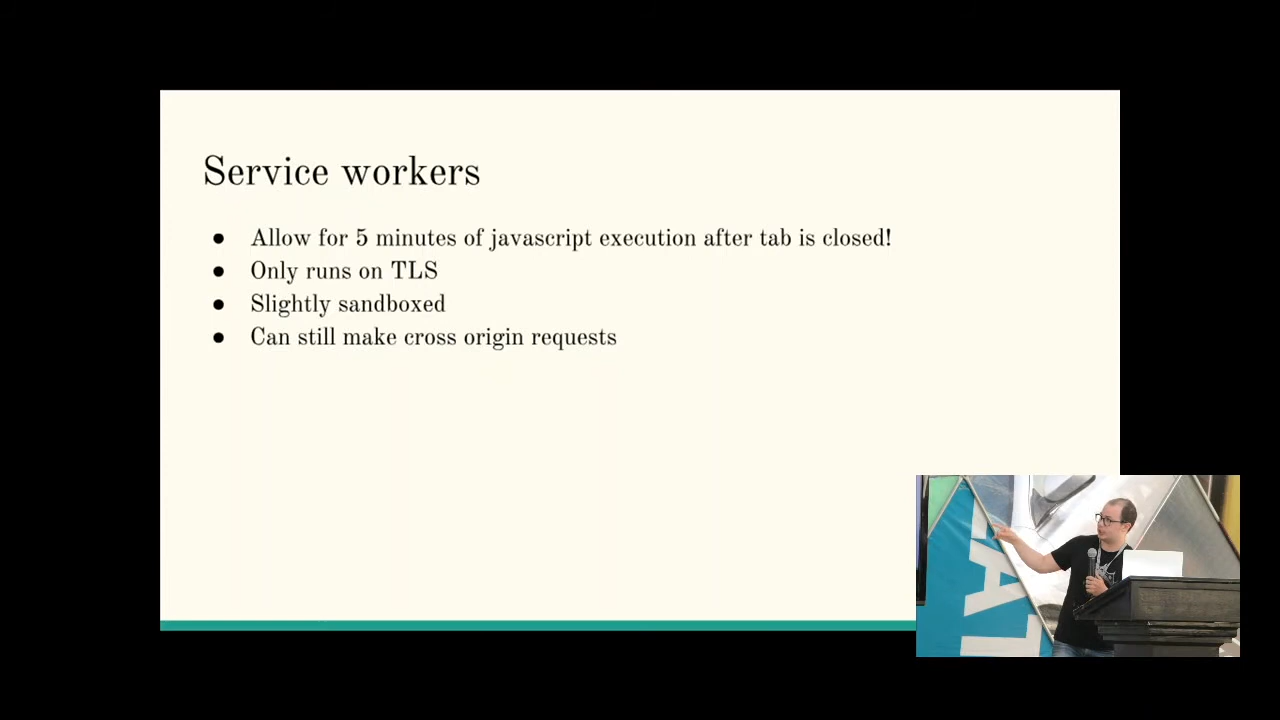 Service workers
● Allow for 5 minutes of javascript execution after tab is closed!
● Only runs on TLS
● Slightly sandboxed
● Can still make cross origin requests